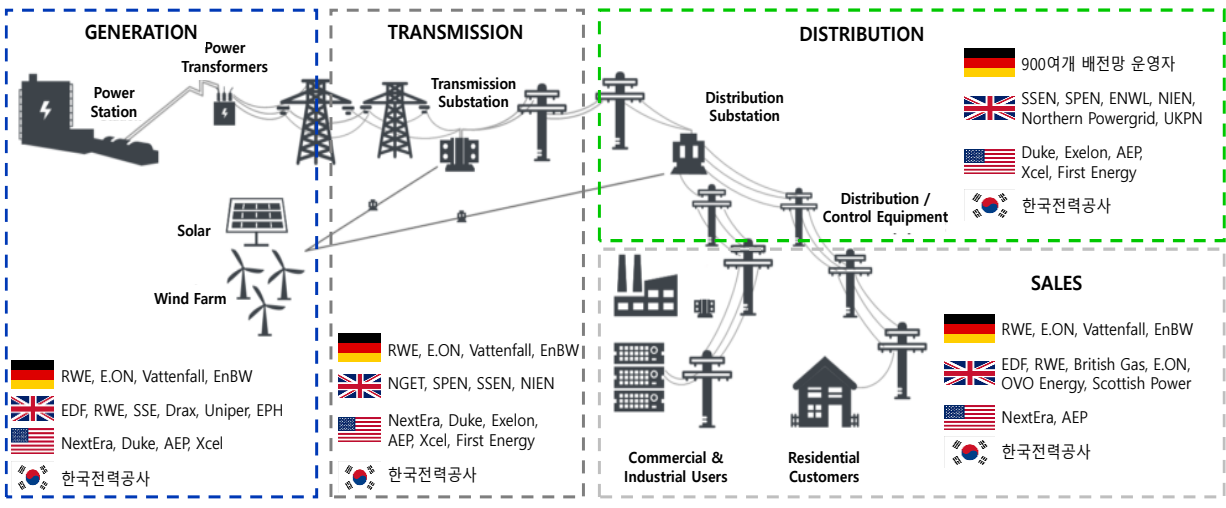 GENERATION
Power
Transformers
Power
Station
Solar
Wind Farm
RWE, E.ON, Vattenfall, EnBW
EDF, RWE, SSE, Drax, Uniper, EPH
NextEra, Duke, AEP, Xcel
한국전력공사
TRANSMISSION
Transmission
Substation
RWE, E.ON, Vattenfall, EnBW
NGET, SPEN, SSEN, NIEN
NextEra, Duke, Exelon,
AEP, Xcel, First Energy
한국전력공사
DISTRIBUTION
Distribution
Substation
Distribution /
Control Equipment
900여개 배전망 운영자
SSEN, SPEN, ENWL, NIEN,
Northern Powergrid, UKPN
Duke, Exelon, AEP,
Xcel, First Energy
한국전력공사
SALES
Commercial &
Industrial Users
Residential
Customers
RWE, E.ON, Vattenfall, EnBW
EDF, RWE, British Gas, E.ON,
OVO Energy, Scottish Power
NextEra, AEP
한국전력공사